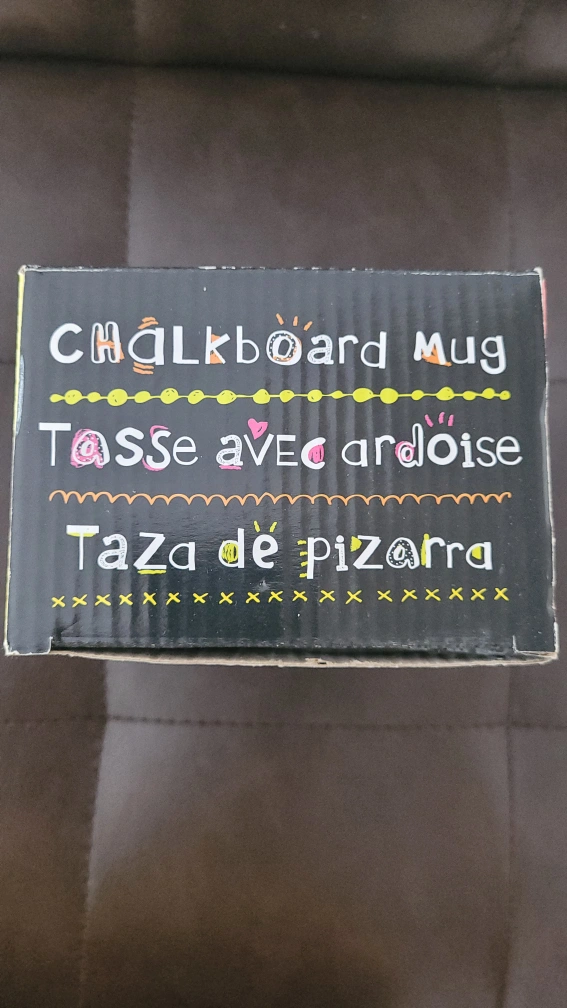 CHaLkboard Mug
Tasse avec ardoise
Taza de pizarra